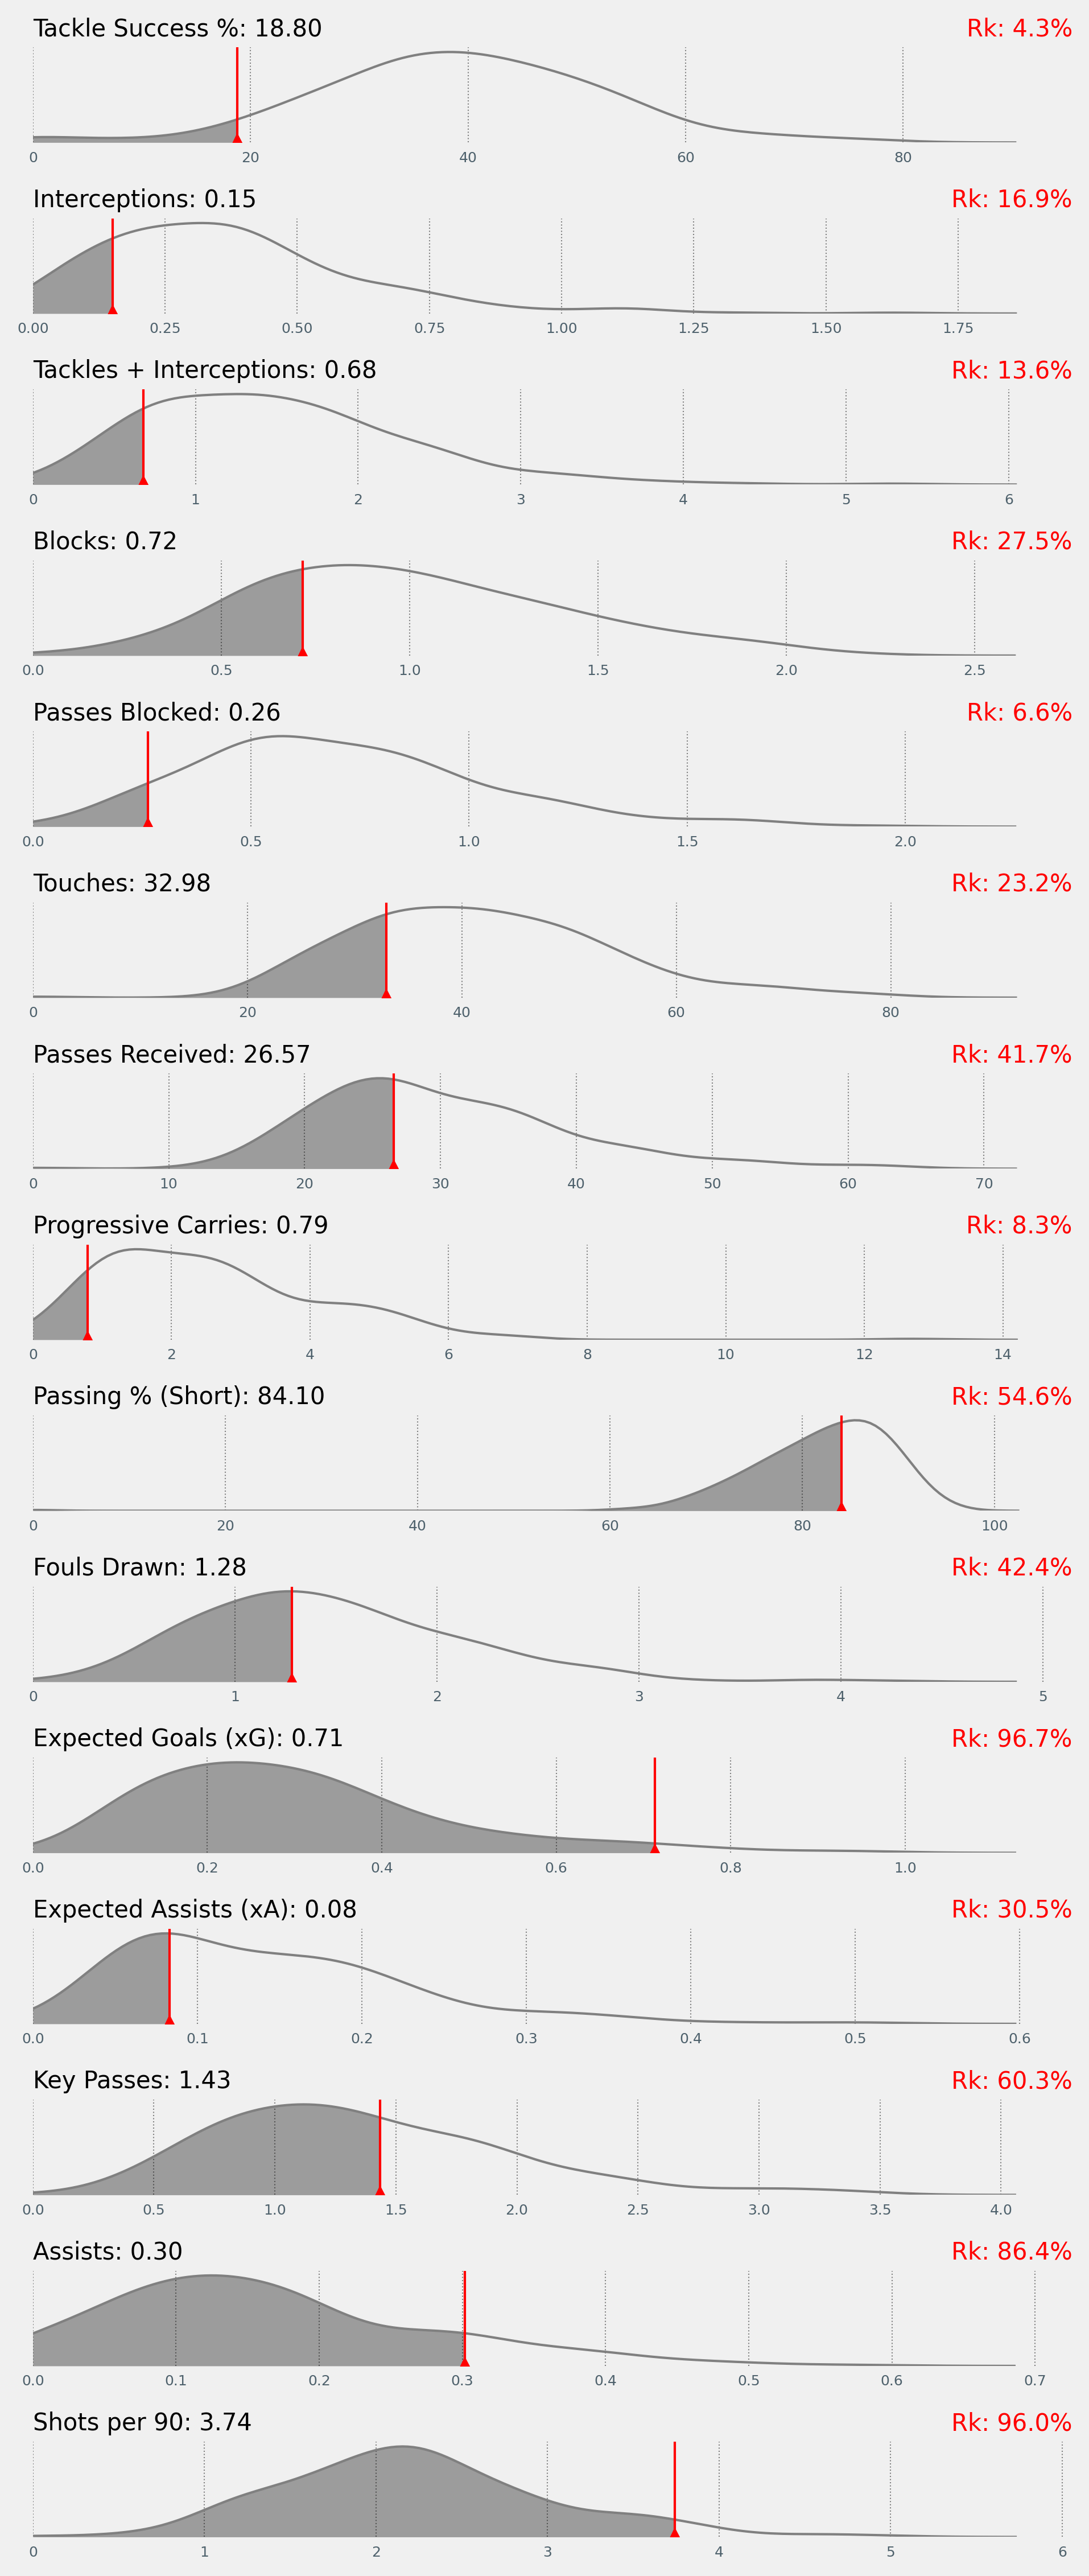 Tackle Success %: 18.80 Rk: 4.3%
0 20 40 60 80
Interceptions: 0.15 Rk: 16.9%
0.00 0.25 0.50 0.75 1.00 1.25 1.50 1.75
Tackles + Interceptions: 0.68 Rk: 13.6%
0 1 2 3 4 5 6
Blocks: 0.72 Rk: 27.5%
0.0 0.5 1.0 1.5 2.0 2.5
Passes Blocked: 0.26 Rk: 6.6%
0.0 0.5 1.0 1.5 2.0
Touches: 32.98 Rk: 23.2%
0 20 40 60 80
Passes Received: 26.57 Rk: 41.7%
0 10 20 30 40 50 60 70
Progressive Carries: 0.79 Rk: 8.3%
0 2 4 6 8 10 12 14
Passing % (Short): 84.10 Rk: 54.6%
0 20 40 60 80 100
Fouls Drawn: 1.28 Rk: 42.4%
0 1 2 3 4 5
Expected Goals (xG): 0.71 Rk: 96.7%
0.0 0.2 0.4 0.6 0.8 1.0
Expected Assists (xA): 0.08 Rk: 30.5%
0.0 0.1 0.2 0.3 0.4 0.5 0.6
Key Passes: 1.43 Rk: 60.3%
0.0 0.5 1.0 1.5 2.0 2.5 3.0 3.5 4.0
Assists: 0.30 Rk: 86.4%
0.0 0.1 0.2 0.3 0.4 0.5 0.6 0.7
Shots per 90: 3.74 Rk: 96.0%
0 1 2 3 4 5 6